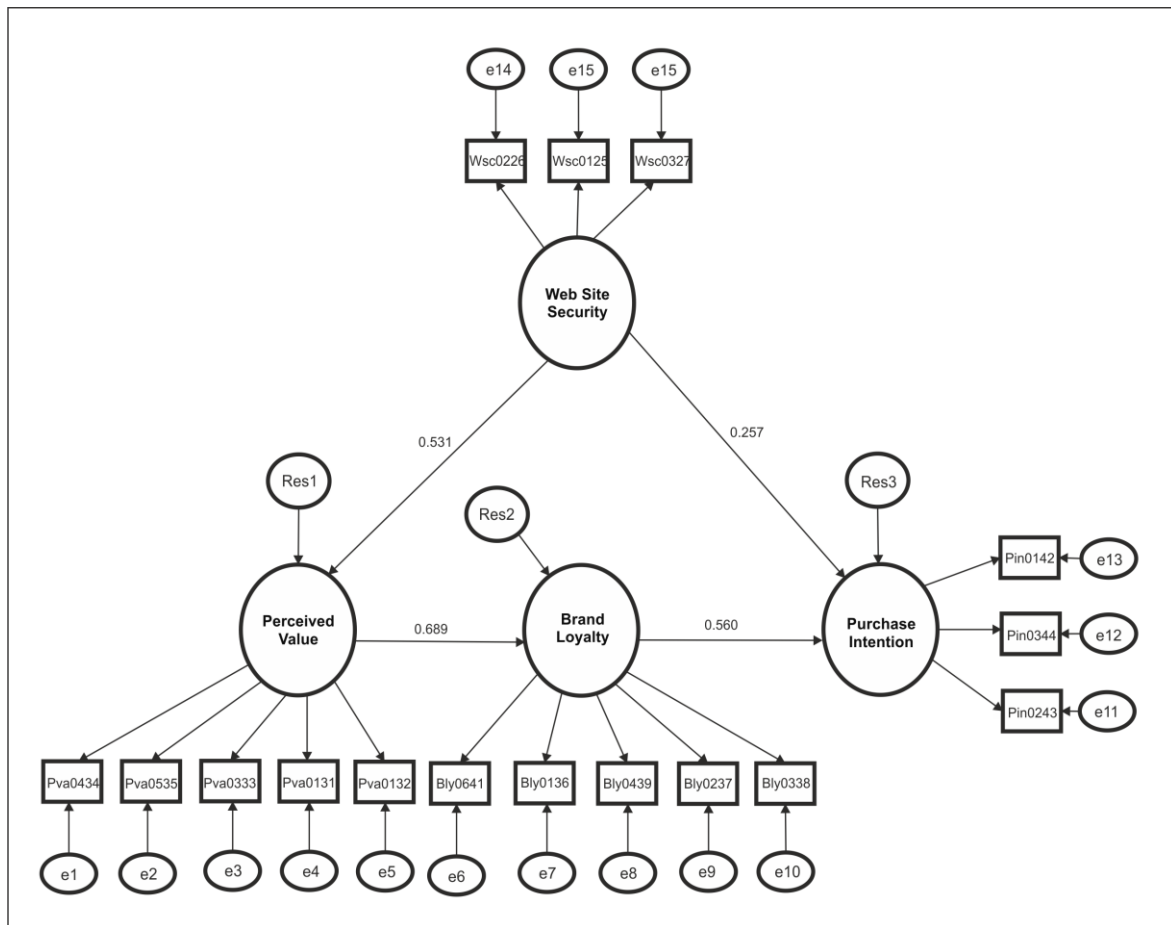 e14
e15
e15
Wsc0226
Wsc0125
Wsc0327
Web Site
Security
0.531
0.257
Res1
Res2
Res3
Pin0142
e13
Perceived
Value
0.689
Brand
Loyalty
0.560
Purchase
Intention
Pin0344
e12
Pin0243
e11
Pva0434
Pva0535
Pva0333
Pva0131
Pva0132
Bly0641
Bly0136
Bly0439
Bly0237
Bly0338
e1
e2
e3
e4
e5
e6
e7
e8
e9
e10